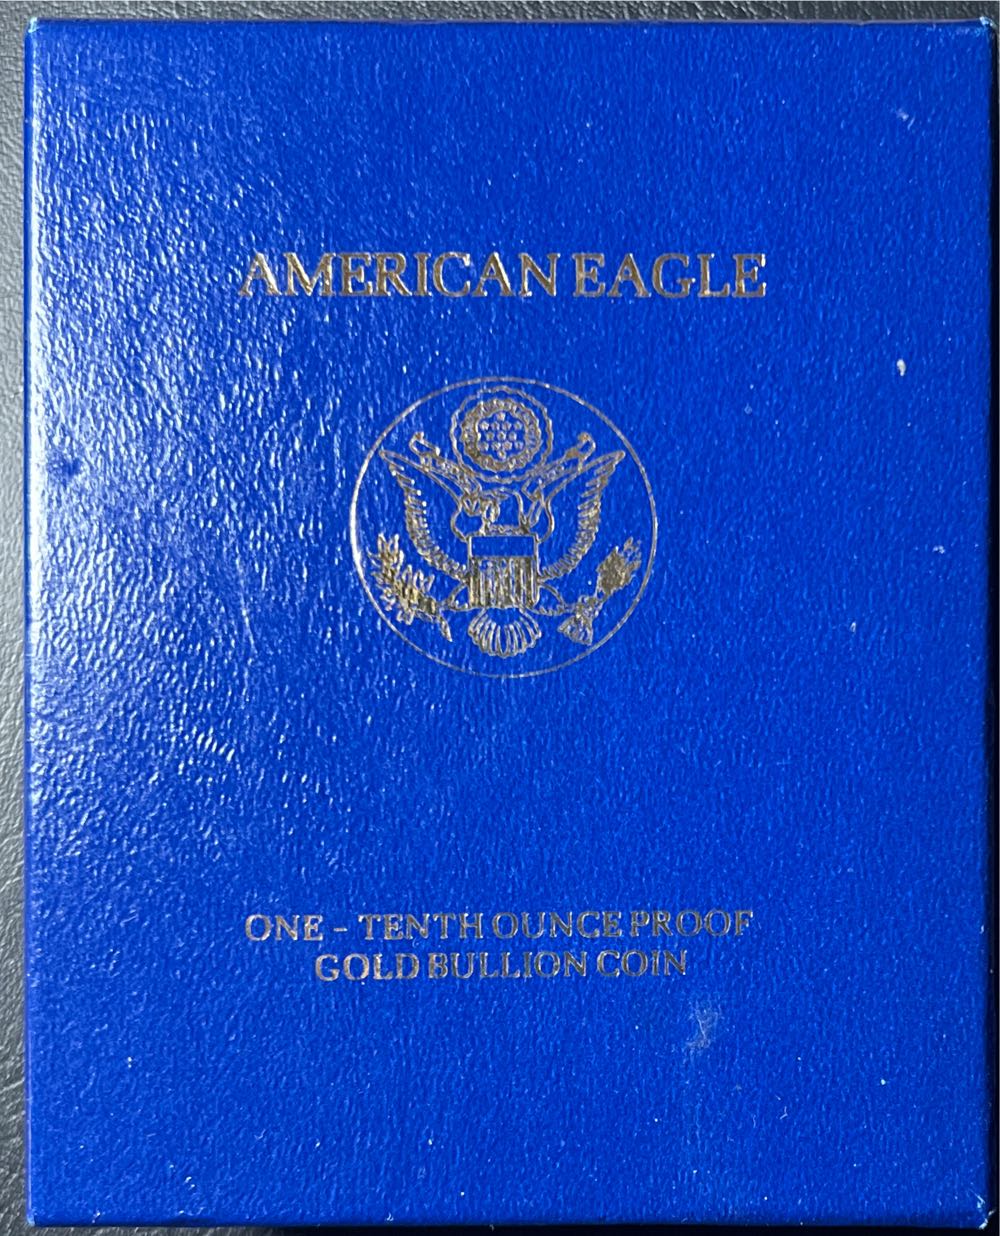 AMERICAN EAGLE
ONE - TENTH OUNCE PROOF
GOLD BULLION COIN